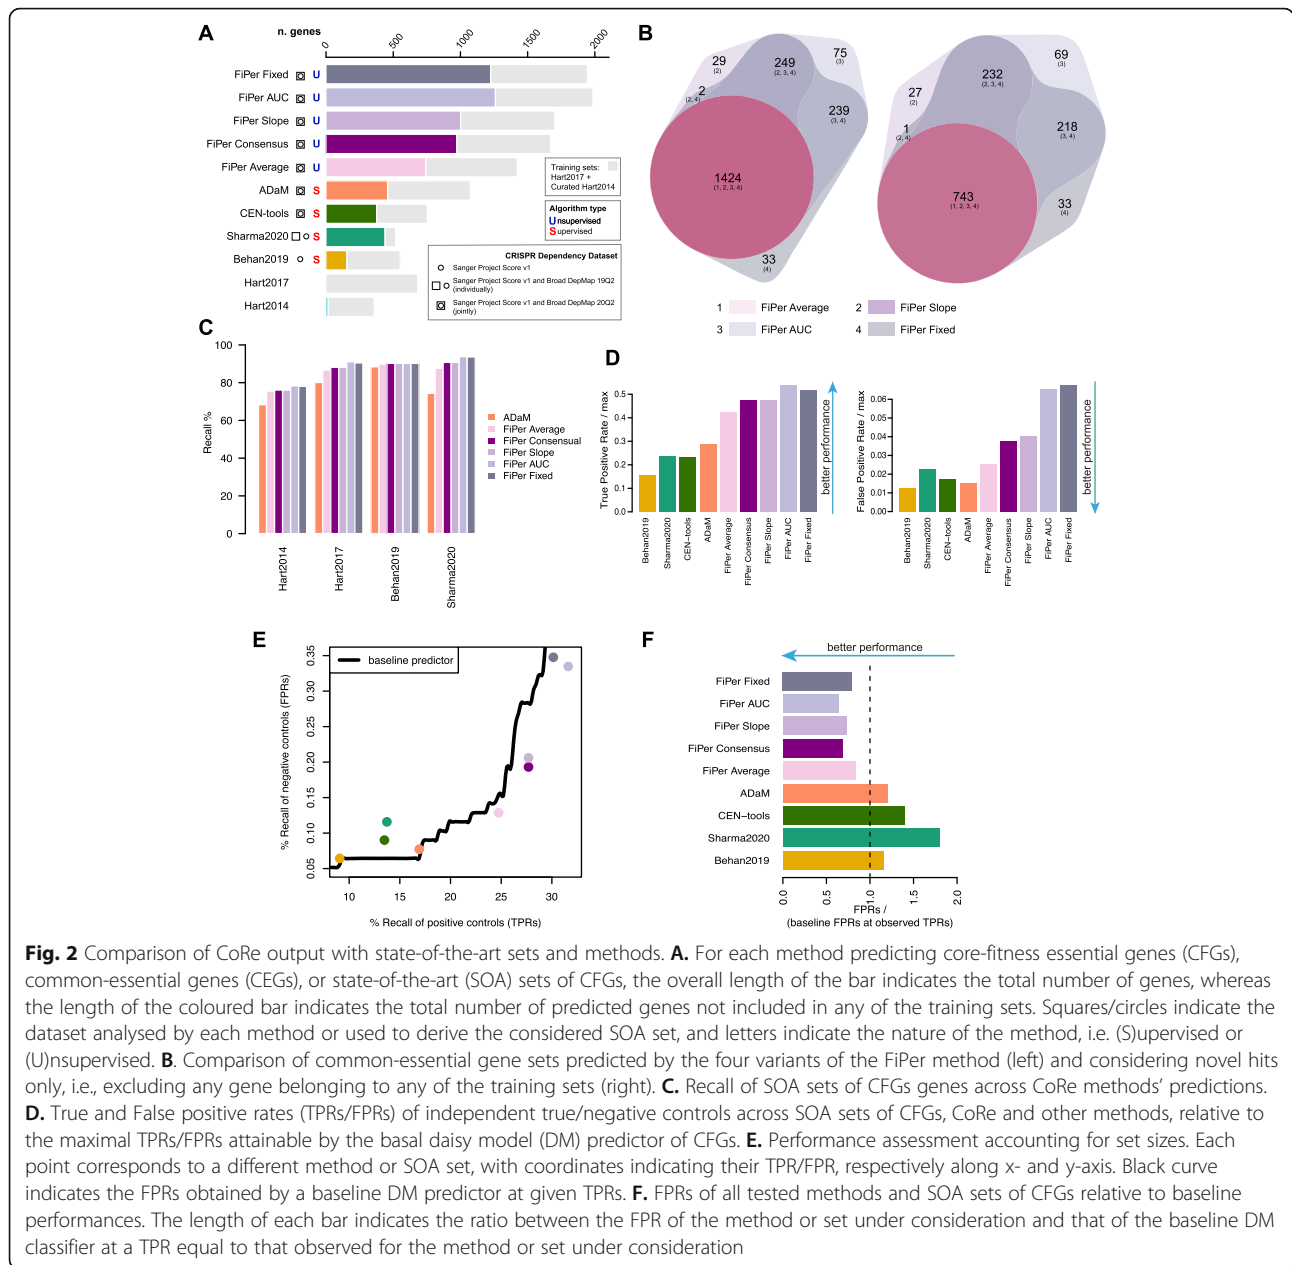 A
n. genes
0
500
1000
1500
2000
FiPer Fixed U
FiPer AUC U
FiPer Slope U
FiPer Consensus U
FiPer Average U
ADaM S
CEN-tools S
Sharma2020 S
Behan2019 S
Hart2017
Hart2014
Training sets:
Hart2017 +
Curated Hart2014
Algorithm type
Unsupervised
Supervised
CRISPR Dependency Dataset
Sanger Project Score v1
Sanger Project Score v1 and Broad DepMap 19Q2
(individually)
Sanger Project Score v1 and Broad DepMap 20Q2
(jointly)
B
29
(2)
249
(2, 3, 4)
75
(3)
2
(2, 4)
239
(3, 4)
1424
(1, 2, 3, 4)
33
(4)
27
(2)
232
(2, 3, 4)
69
(3)
1
(2, 4)
218
(3, 4)
743
(1, 2, 3, 4)
33
(4)
1 FiPer Average
2 FiPer Slope
3 FiPer AUC
4 FiPer Fixed
C
Recall %
100
80
60
40
20
0
Hart2014
Hart2017
Behan2019
Sharma2020
ADaM
FiPer Average
FiPer Consensual
FiPer Slope
FiPer AUC
FiPer Fixed
D
True Positive Rate / max
0.5
0.4
0.3
0.2
0.1
0.0
Behan2019
Sharma2020
CEN-tools
ADaM
FiPer Average
FiPer Consensus
FiPer Slope
FiPer AUC
FiPer Fixed
better performance
False Positive Rate / max
0.06
0.05
0.04
0.03
0.02
0.01
0.00
Behan2019
Sharma2020
CEN-tools
ADaM
FiPer Average
FiPer Consensus
FiPer Slope
FiPer AUC
FiPer Fixed
better performance
E
baseline predictor
% Recall of negative controls (FPRs)
0.35
0.30
0.25
0.20
0.15
0.10
0.05
10 15 20 25 30
% Recall of positive controls (TPRs)
F
better performance
FiPer Fixed
FiPer AUC
FiPer Slope
FiPer Consensus
FiPer Average
ADaM
CEN-tools
Sharma2020
Behan2019
0.0
0.5
1.0
1.5
2.0
FPRs /
(baseline FPRs at observed TPRs)
Fig. 2 Comparison of CoRe output with state-of-the-art sets and methods. A. For each method predicting core-fitness essential genes (CFGs),
common-essential genes (CEGs), or state-of-the-art (SOA) sets of CFGs, the overall length of the bar indicates the total number of genes, whereas
the length of the coloured bar indicates the total number of predicted genes not included in any of the training sets. Squares/circles indicate the
dataset analysed by each method or used to derive the considered SOA set, and letters indicate the nature of the method, i.e. (S)upervised or
(U)nsupervised. B. Comparison of common-essential gene sets predicted by the four variants of the FiPer method (left) and considering novel hits
only, i.e., excluding any gene belonging to any of the training sets (right). C. Recall of SOA sets of CFGs genes across CoRe methods' predictions.
D. True and False positive rates (TPRs/FPRs) of independent true/negative controls across SOA sets of CFGs, CoRe and other methods, relative to
the maximal TPRs/FPRs attainable by the basal daisy model (DM) predictor of CFGs. E. Performance assessment accounting for set sizes. Each
point corresponds to a different method or SOA set, with coordinates indicating their TPR/FPR, respectively along x- and y-axis. Black curve
indicates the FPRs obtained by a baseline DM predictor at given TPRs. F. FPRs of all tested methods and SOA sets of CFGs relative to baseline
performances. The length of each bar indicates the ratio between the FPR of the method or set under consideration and that of the baseline DM
classifier at a TPR equal to that observed for the method or set under consideration